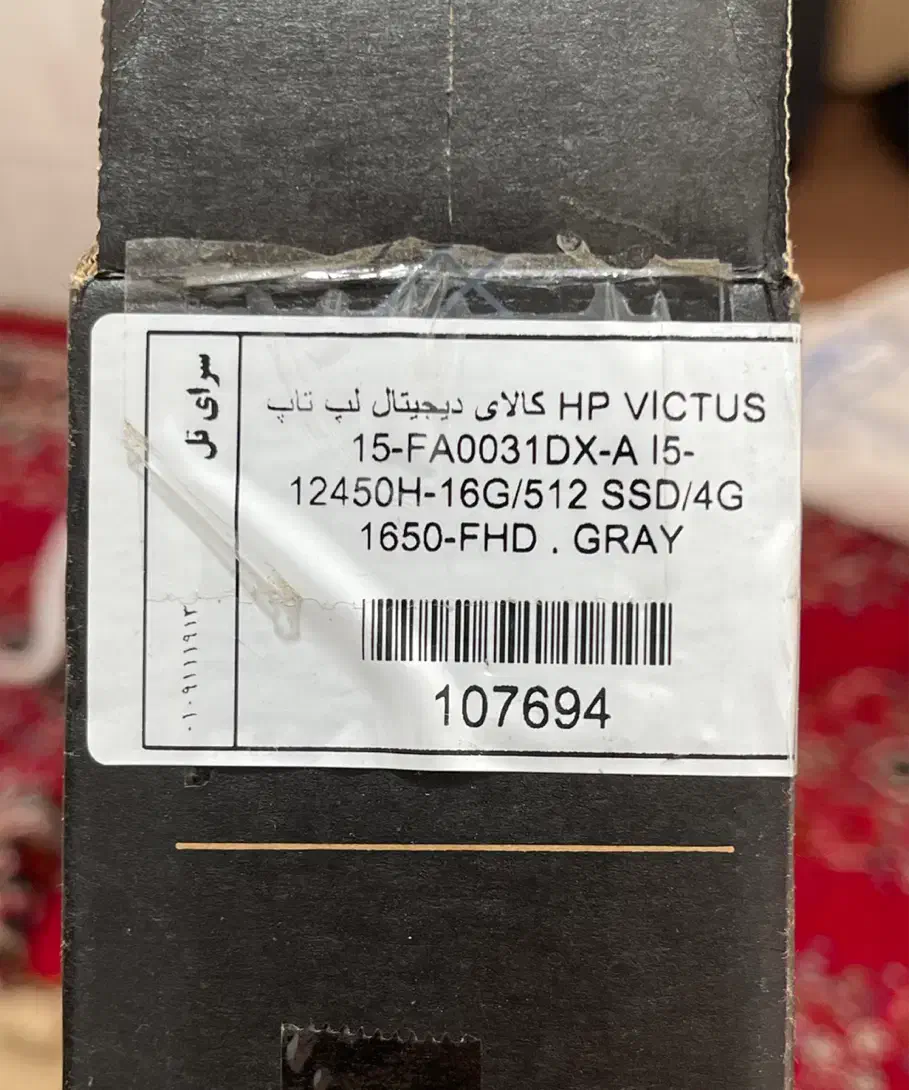 کالای دیجیتال لپ تاپ HP VICTUS
15-FA0031DX-A I5-
12450H-16G/512 SSD/4G
1650-FHD . GRAY
107694
سرای تل